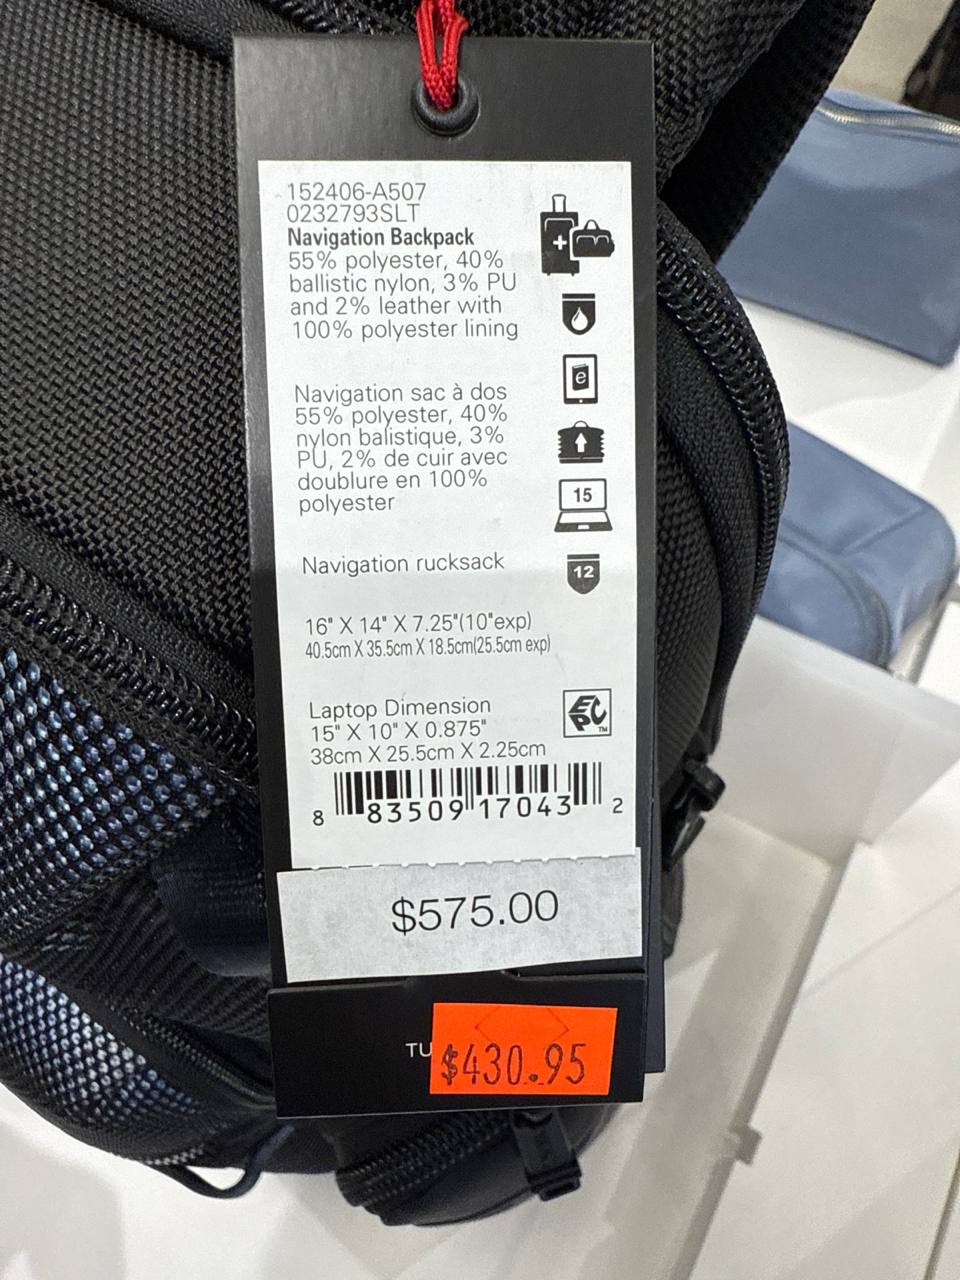 152406-A507
0232793SLT
Navigation Backpack
55% polyester, 40%
ballistic nylon, 3% PU
and 2% leather with
100% polyester lining
e
Navigation sac à dos
55% polyester, 40%
nylon balistique, 3%
PU, 2% de cuir avec
doublure en 100%
polyester
15
Navigation rucksack
12
16" X 14" X 7.25"(10"exp)
40.5cm X 35.5cm X 18.5cm(25.5cm exp)
Laptop Dimension
15" X 10" X 0.875"
38cm X 25.5cm X 2.25cm
EPC™
8 83509 17043 2
$575.00
TU
$430.95